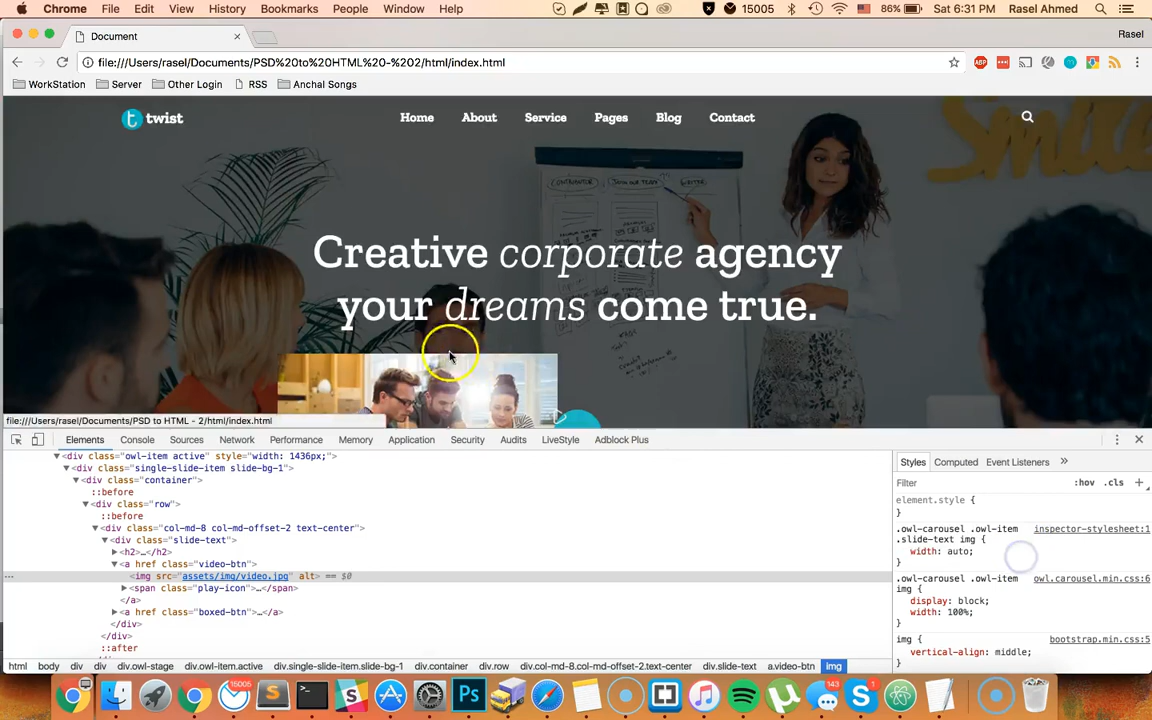 Chrome File Edit View History Bookmarks People Window Help 15005 86% Sat 6:31 PM Rasel Ahmed
Document × Rasel
file:///Users/rasel/Documents/PSD%20to%20HTML%20-%202/html/index.html
WorkStation Server Other Login RSS Anchal Songs
twist Home About Service Pages Blog Contact
Creative corporate agency
your dreams come true.
file:///Users/rasel/Documents/PSD to HTML - 2/html/index.html
Elements Console Sources Network Performance Memory Application Security Audits LiveStyle Adblock Plus
▼<div class="owl-item active" style="width: 1436px;">
▼<div class="single-slide-item slide-bg-1">
▼<div class="container">
::before
▼<div class="row">
::before
▼<div class="col-md-8 col-md-offset-2 text-center">
▼<div class="slide-text">
▶<h2>…</h2>
▼<a href class="video-btn">
<img src="assets/img/video.jpg" alt> == $0
▶<span class="play-icon">…</span>
</a>
▶<a href class="boxed-btn">…</a>
</div>
</div>
::after
html body div div div.owl-stage div.owl-item.active div.single-slide-item.slide-bg-1 div.container div.row div.col-md-8.col-md-offset-2.text-center div.slide-text a.video-btn img
Styles Computed Event Listeners »
Filter :hov .cls +
element.style {
}
.owl-carousel .owl-item inspector-stylesheet:1
.slide-text img {
width: auto;
}
.owl-carousel .owl-item owl.carousel.min.css:6
img {
display: block;
width: 100%;
}
img { bootstrap.min.css:5
vertical-align: middle;
}
15005 Ps 143 1